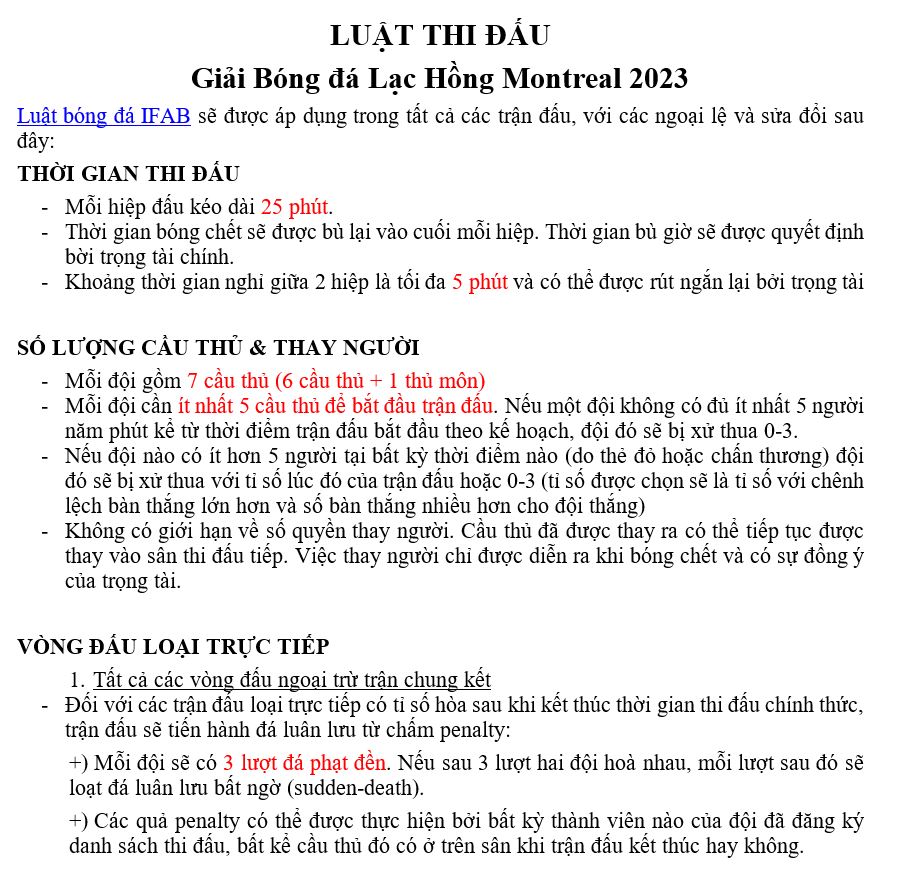 LUẬT THI ĐẤU
Giải Bóng đá Lạc Hồng Montreal 2023
Luật bóng đá IFAB sẽ được áp dụng trong tất cả các trận đấu, với các ngoại lệ và sửa đổi sau
đây:
THỜI GIAN THI ĐẤU
- Mỗi hiệp đấu kéo dài 25 phút.
- Thời gian bóng chết sẽ được bù lại vào cuối mỗi hiệp. Thời gian bù giờ sẽ được quyết định
bời trọng tài chính.
- Khoảng thời gian nghỉ giữa 2 hiệp là tối đa 5 phút và có thể được rút ngắn lại bởi trọng tài
SỐ LƯỢNG CẦU THỦ & THAY NGƯỜI
- Mỗi đội gồm 7 cầu thủ (6 cầu thủ + 1 thủ môn)
- Mỗi đội cần ít nhất 5 cầu thủ để bắt đầu trận đấu. Nếu một đội không có đủ ít nhất 5 người
năm phút kể từ thời điểm trận đấu bắt đầu theo kế hoạch, đội đó sẽ bị xử thua 0-3.
- Nếu đội nào có ít hơn 5 người tại bất kỳ thời điểm nào (do thẻ đỏ hoặc chấn thương) đội
đó sẽ bị xử thua với tỉ số lúc đó của trận đấu hoặc 0-3 (tỉ số được chọn sẽ là tỉ số với chênh
lệch bàn thắng lớn hơn và số bàn thắng nhiều hơn cho đội thắng)
- Không có giới hạn về số quyền thay người. Cầu thủ đã được thay ra có thể tiếp tục được
thay vào sân thi đấu tiếp. Việc thay người chỉ được diễn ra khi bóng chết và có sự đồng ý
của trọng tài.
VÒNG ĐẤU LOẠI TRỰC TIẾP
1. Tất cả các vòng đấu ngoại trừ trận chung kết
- Đối với các trận đấu loại trực tiếp có tỉ số hòa sau khi kết thúc thời gian thi đấu chính thức,
trận đấu sẽ tiến hành đá luân lưu từ chấm penalty:
+) Mỗi đội sẽ có 3 lượt đá phạt đền. Nếu sau 3 lượt hai đội hoà nhau, mỗi lượt sau đó sẽ
loạt đá luân lưu bất ngờ (sudden-death).
+) Các quả penalty có thể được thực hiện bởi bất kỳ thành viên nào của đội đã đăng ký
danh sách thi đấu, bất kể cầu thủ đó có ở trên sân khi trận đấu kết thúc hay không.